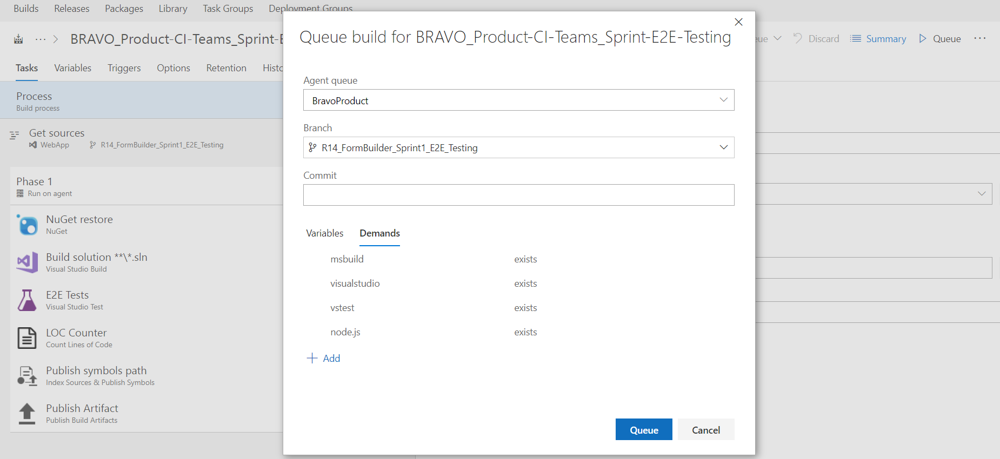 Builds Releases Packages Library Task Groups Deployment Groups
BRAVO_Product-CI-Teams_Sprint-E
Discard Summary Queue
Tasks Variables Triggers Options Retention Histo
Process
Build process
Get sources
WebApp R14_FormBuilder_Sprint1_E2E_Testing
Phase 1
Run on agent
NuGet restore
NuGet
Build solution **\*.sln
Visual Studio Build
E2E Tests
Visual Studio Test
LOC Counter
Count Lines of Code
Publish symbols path
Index Sources & Publish Symbols
Publish Artifact
Publish Build Artifacts
Queue build for BRAVO_Product-CI-Teams_Sprint-E2E-Testing
Agent queue
BravoProduct
Branch
R14_FormBuilder_Sprint1_E2E_Testing
Commit
Variables Demands
msbuild exists
visualstudio exists
vstest exists
node.js exists
Add
Queue Cancel